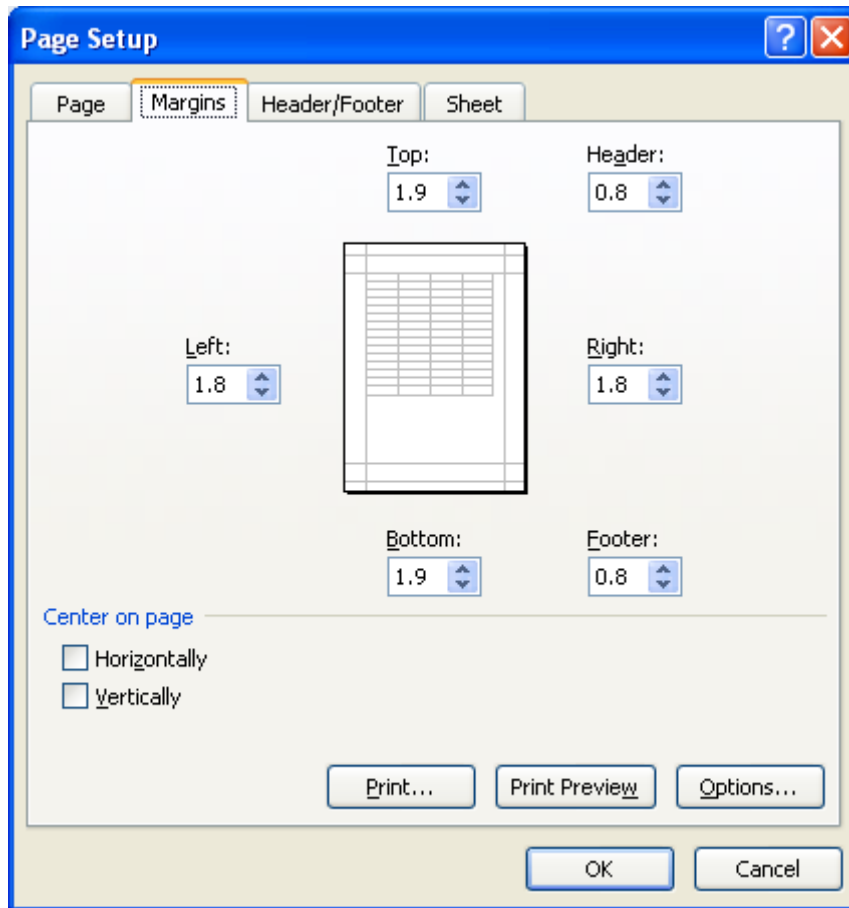 Page Setup
Page Margins Header/Footer Sheet
Top: Header:
1.9 0.8
Left: Right:
1.8 1.8
Bottom: Footer:
1.9 0.8
Center on page
Horizontally
Vertically
Print... Print Preview Options...
OK Cancel